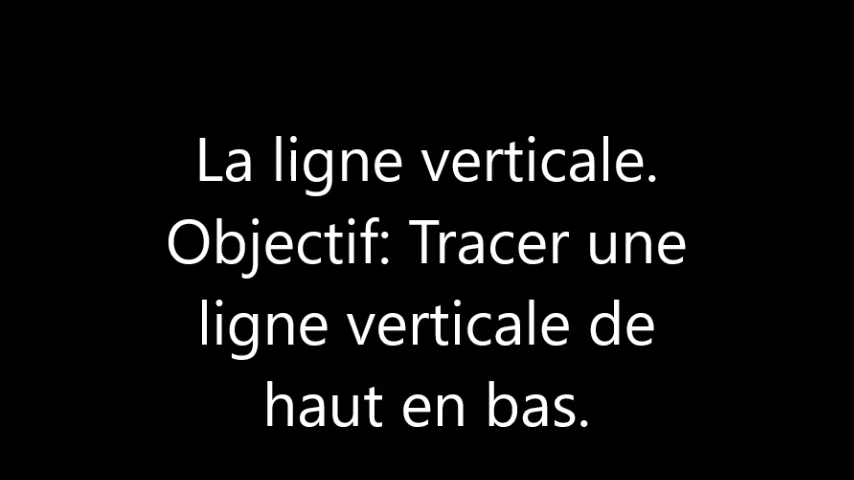 La ligne verticale.
Objectif: Tracer une
ligne verticale de
haut en bas.